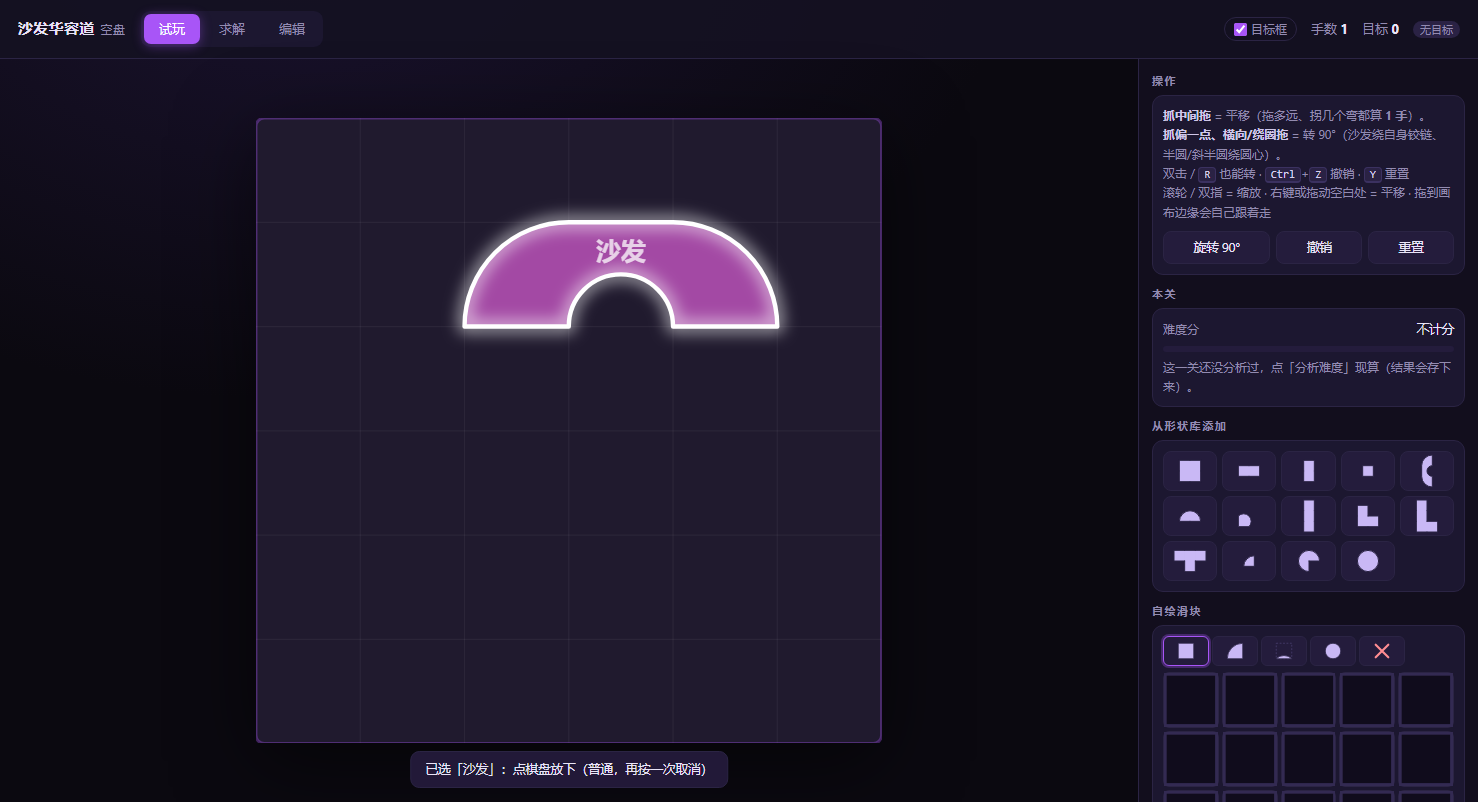 沙发华容道 空盘 试玩 求解 编辑 目标框 手数 1 目标 0 无目标
沙发
已选「沙发」：点棋盘放下（普通，再按一次取消）
操作
抓中间拖 = 平移（拖多远、拐几个弯都算 1 手）。
抓偏一点、横向/绕圆拖 = 转 90°（沙发绕自身铰链、
半圆/斜半圆绕圆心）。
双击 / R 也能转 · Ctrl + Z 撤销 · Y 重置
滚轮 / 双指 = 缩放 · 右键或拖动空白处 = 平移 · 拖到画
布边缘会自己跟着走
旋转 90° 撤销 重置
本关
难度分 不计分
这一关还没分析过，点「分析难度」现算（结果会存下
来）。
从形状库添加
自绘滑块